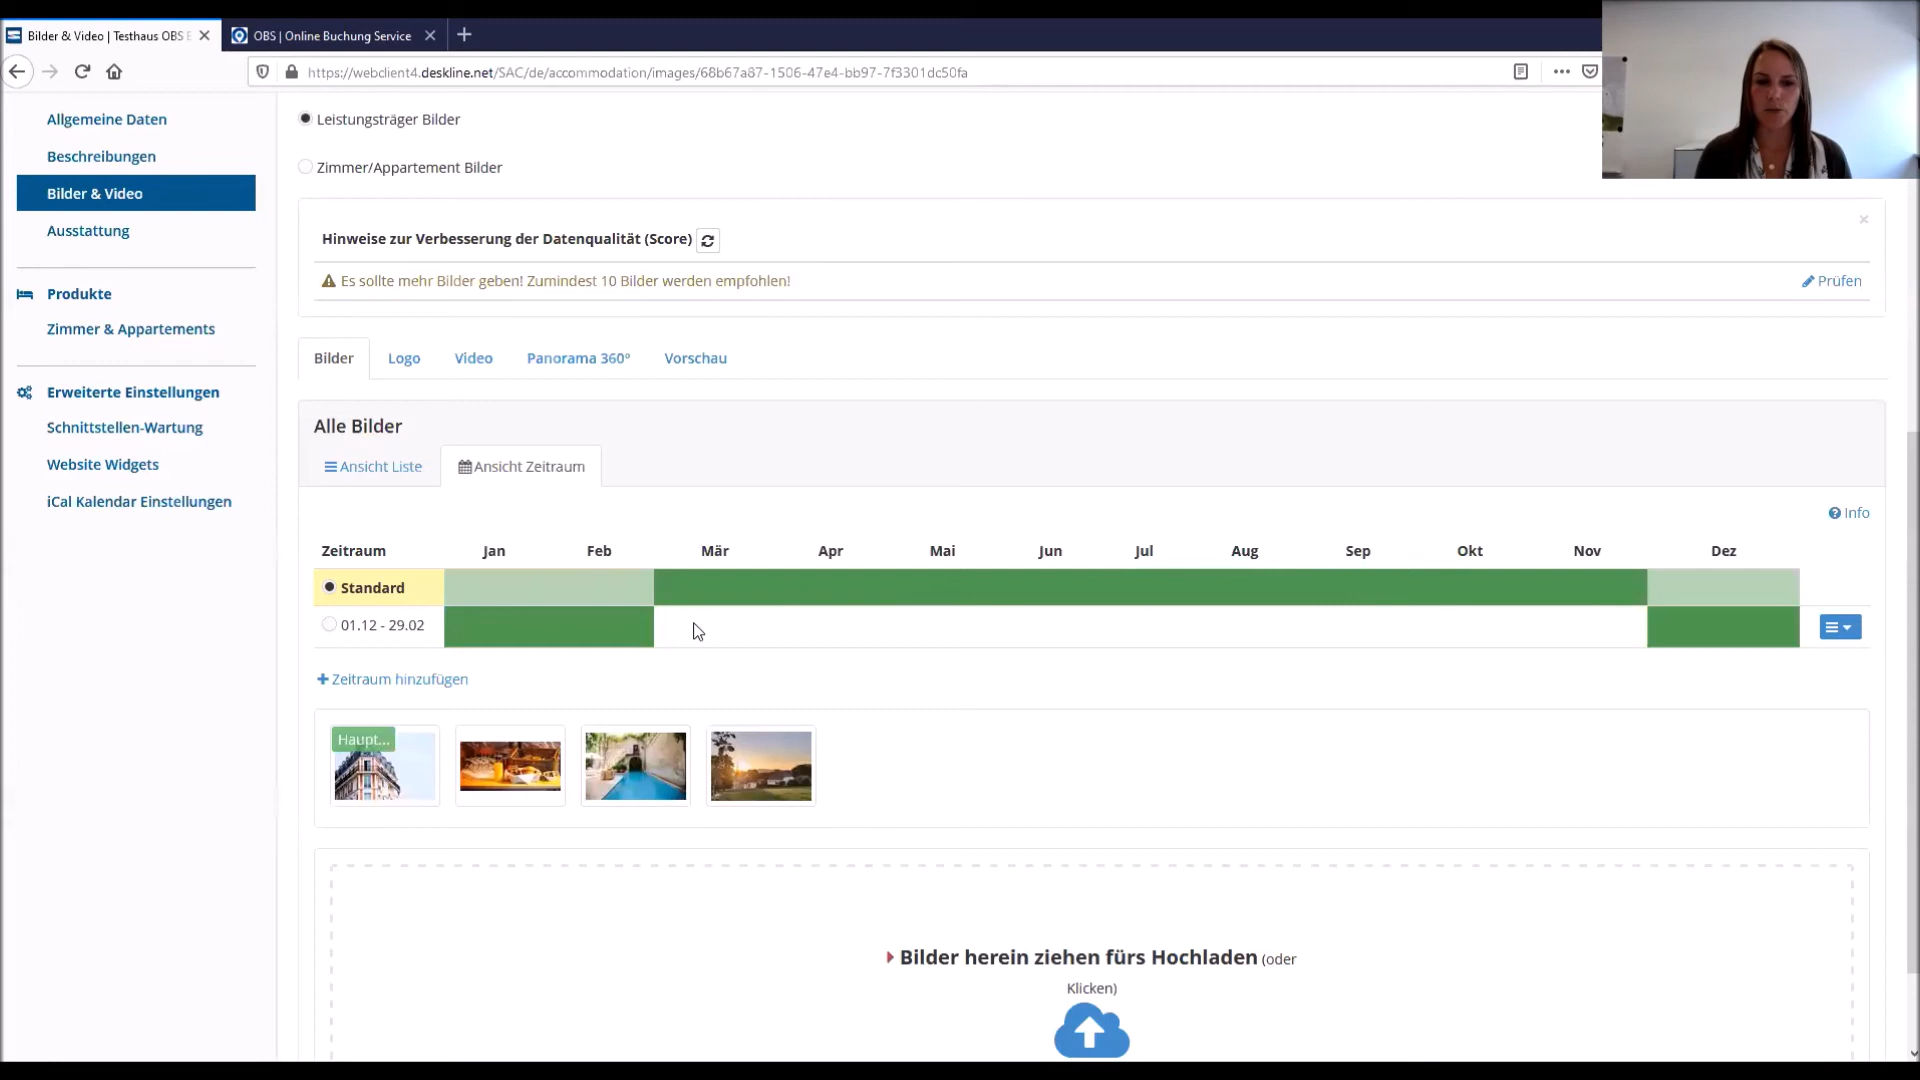 Bilder & Video | Testhaus OBS E
OBS | Online Buchung Service
https://webclient4.deskline.net/SAC/de/accommodation/images/68b67a87-1506-47e4-bb97-7f3301dc50fa
Allgemeine Daten
Beschreibungen
Bilder & Video
Ausstattung
Produkte
Zimmer & Appartements
Erweiterte Einstellungen
Schnittstellen-Wartung
Website Widgets
iCal Kalendar Einstellungen
Leistungsträger Bilder
Zimmer/Appartement Bilder
Hinweise zur Verbesserung der Datenqualität (Score)
Es sollte mehr Bilder geben! Zumindest 10 Bilder werden empfohlen! Prüfen
Bilder Logo Video Panorama 360° Vorschau
Alle Bilder
Ansicht Liste Ansicht Zeitraum
Info
Zeitraum Jan Feb Mär Apr Mai Jun Jul Aug Sep Okt Nov Dez
Standard
01.12 - 29.02
+ Zeitraum hinzufügen
Haupt...
Bilder herein ziehen fürs Hochladen (oder
Klicken)